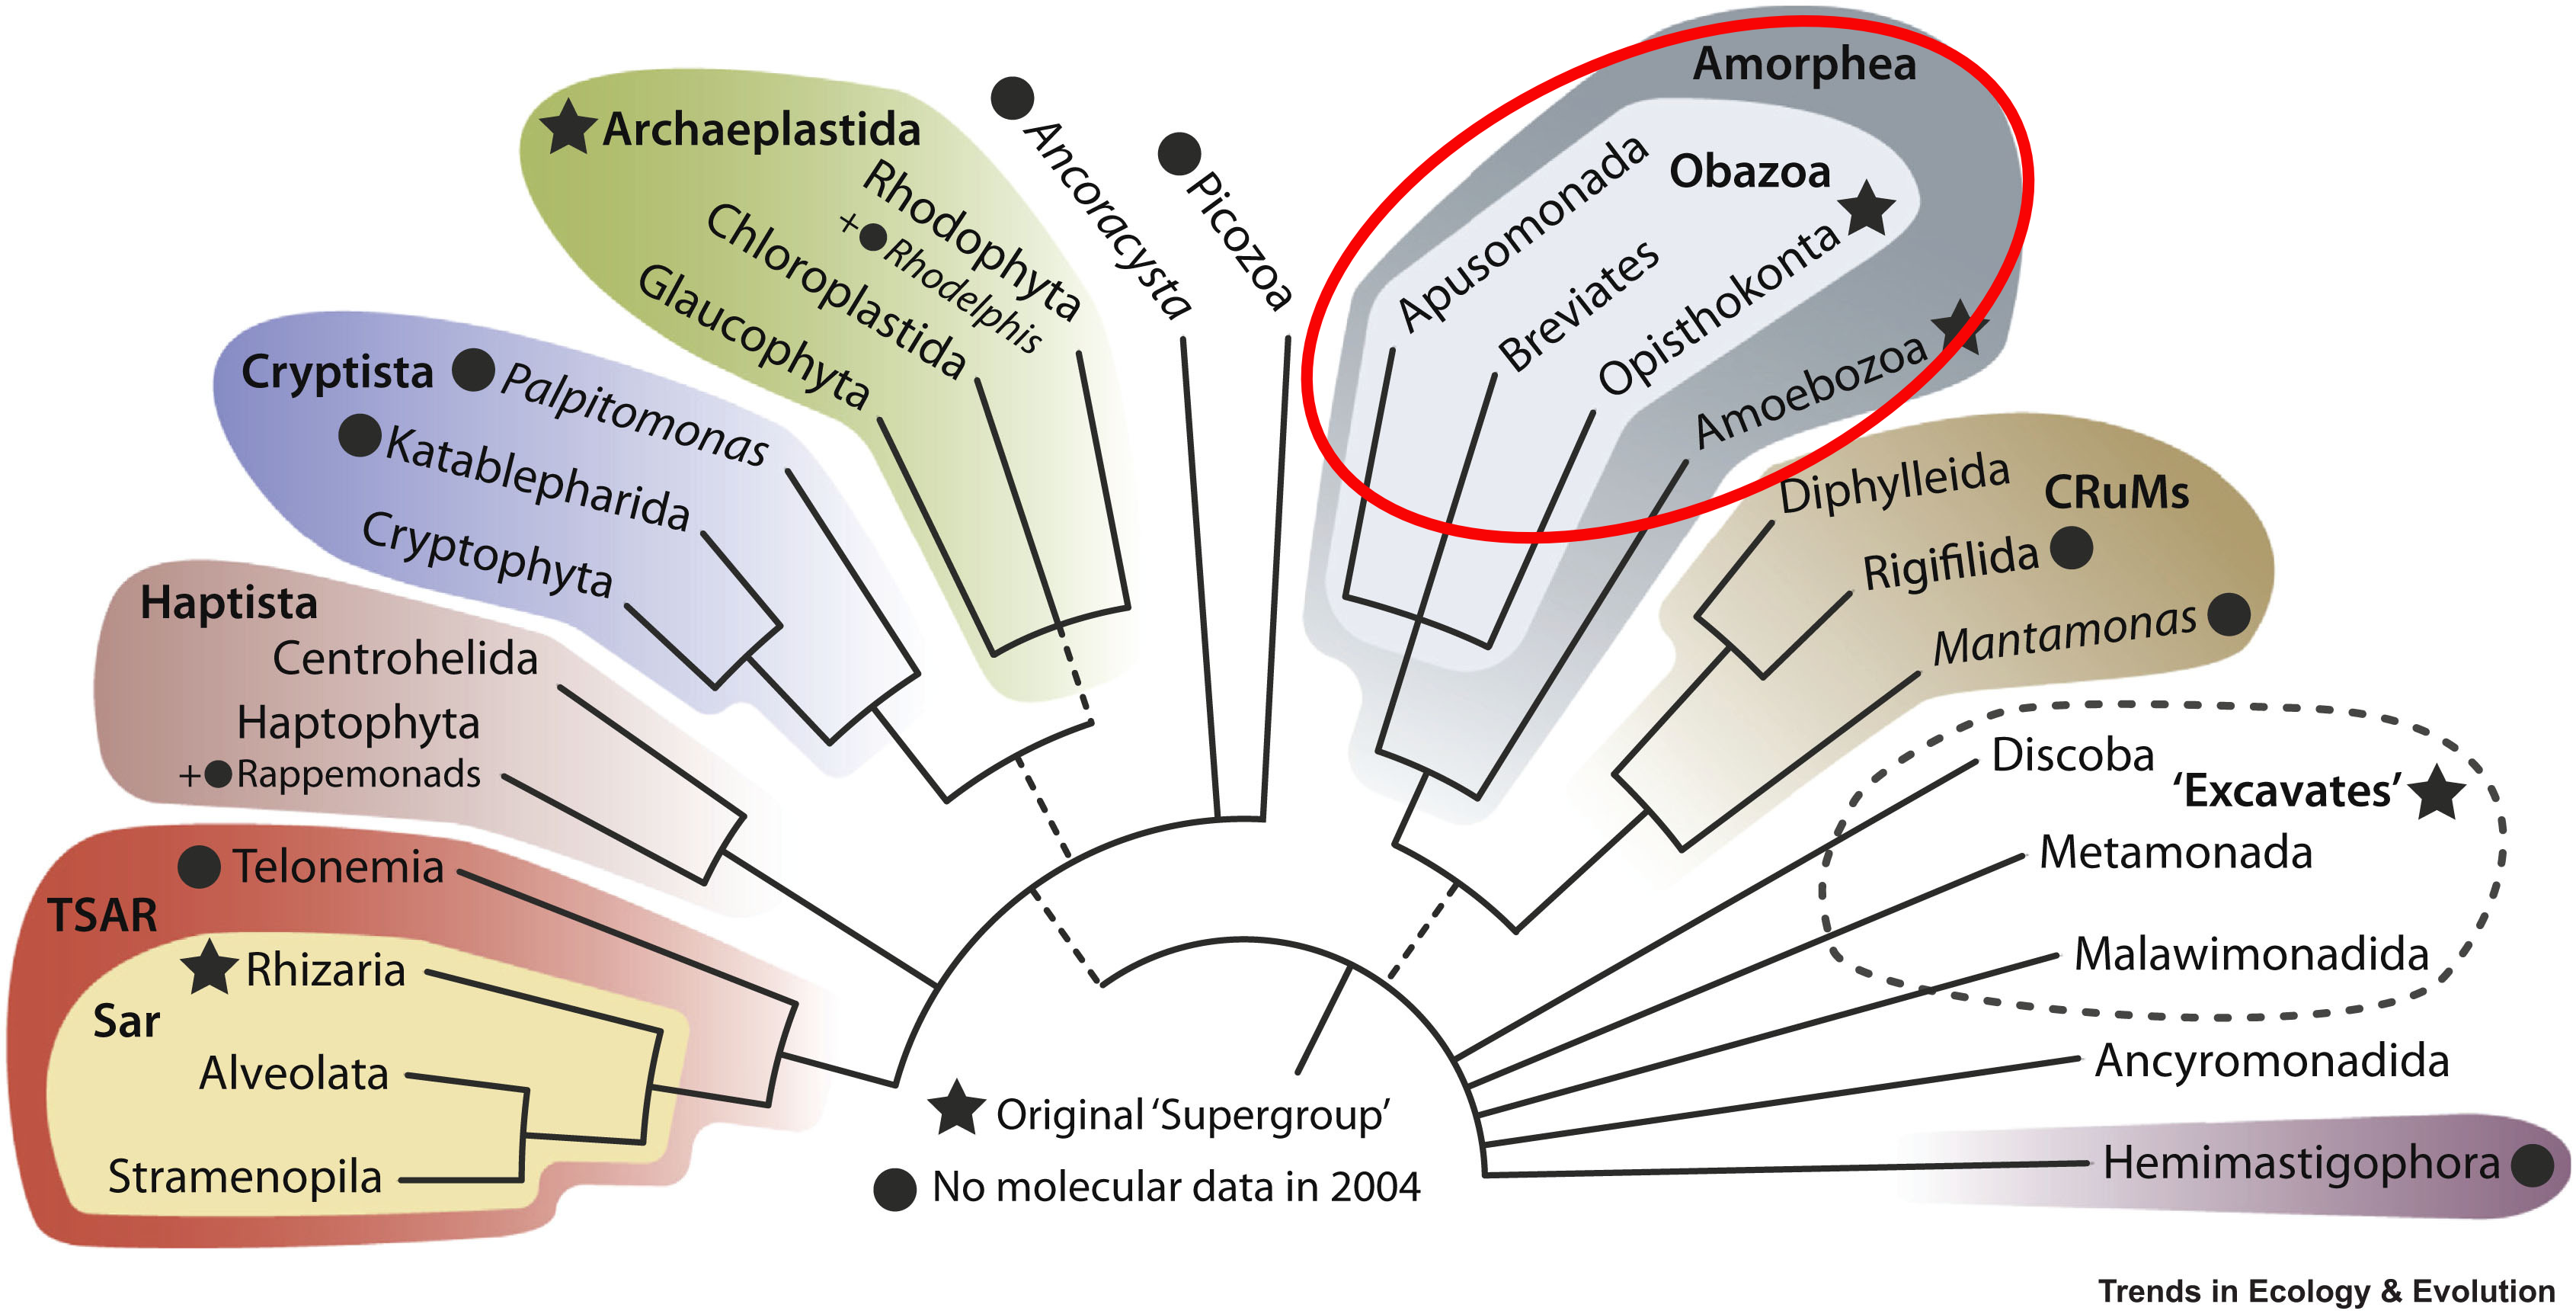 Amorphea
Archaeplastida
Rhodophyta
+ Rhodelphis
Chloroplastida
Glaucophyta
Ancoracysta
Picozoa
Apusomonada
Obazoa
Breviates
Opisthokonta
Amoebozoa
Cryptista
Palpitomonas
Katablepharida
Cryptophyta
Diphylleida
CRuMs
Rigifilida
Mantamonas
Haptista
Centrohelida
Haptophyta
+ Rappemonads
Discoba
‘Excavates’
Metamonada
Malawimonadida
Ancyromonadida
Hemimastigophora
Telonemia
TSAR
Rhizaria
Sar
Alveolata
Stramenopila
Original ‘Supergroup’
No molecular data in 2004
Trends in Ecology & Evolution